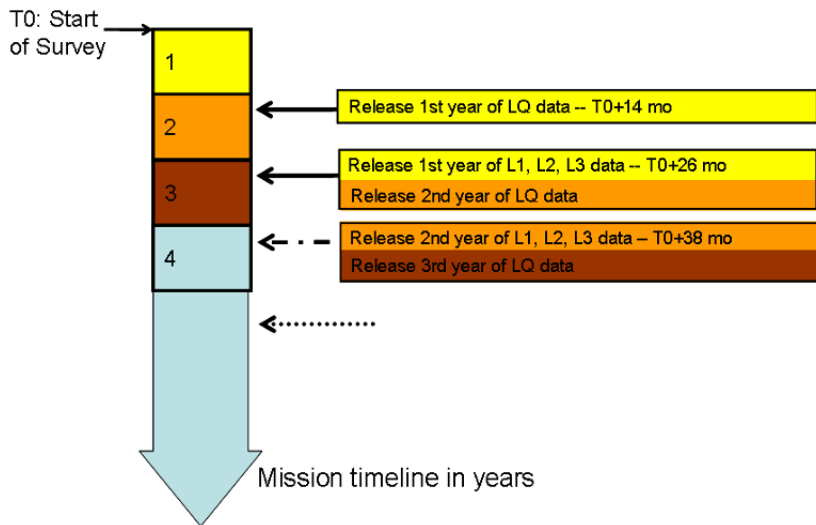 T0: Start
of Survey
1
Release 1st year of LQ data -- T0+14 mo
2
Release 1st year of L1, L2, L3 data -- T0+26 mo
3
Release 2nd year of LQ data
Release 2nd year of L1, L2, L3 data – T0+38 mo
4
Release 3rd year of LQ data
Mission timeline in years